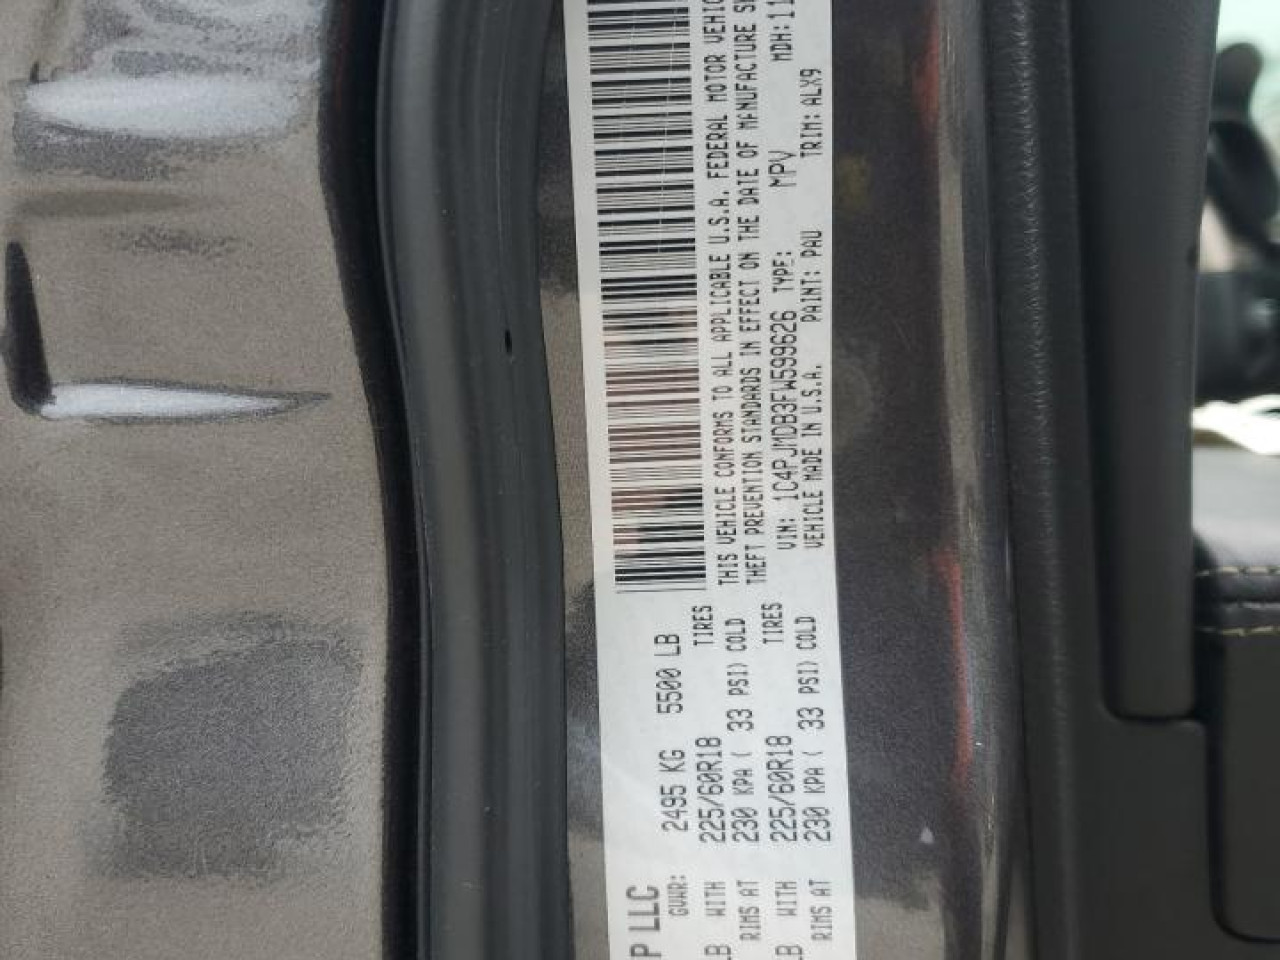 P LLC
GVWR: 2495 KG 5500 LB
LB WITH 225/60R18 TIRES
RIMS AT 230 KPA ( 33 PSI) COLD
LB WITH 225/60R18 TIRES
RIMS AT 230 KPA ( 33 PSI) COLD
THIS VEHICLE CONFORMS TO ALL APPLICABLE U.S.A. FEDERAL MOTOR VEHIC
THEFT PREVENTION STANDARDS IN EFFECT ON THE DATE OF MANUFACTURE S
VIN: 1C4PJMDB3FW599626 TYPE: MPV MDH:11
VEHICLE MADE IN U.S.A. PAINT: PAU TRIM: ALX9